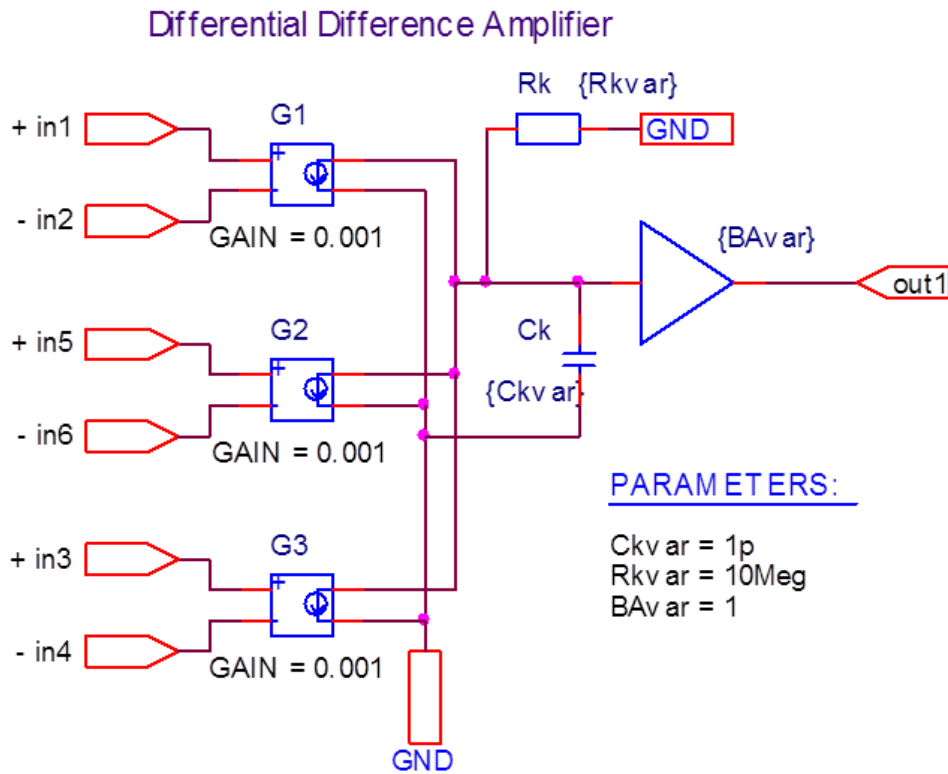 Differential Difference Amplifier
Rk {Rkvar}
GND
+ in1
G1
+
-
- in2
GAIN = 0.001
{BAvar}
out1
+ in5
G2
+
-
- in6
GAIN = 0.001
Ck
{Ckvar}
PARAMETERS:
Ckvar = 1p
Rkvar = 10Meg
BAvar = 1
+ in3
G3
+
-
- in4
GAIN = 0.001
GND